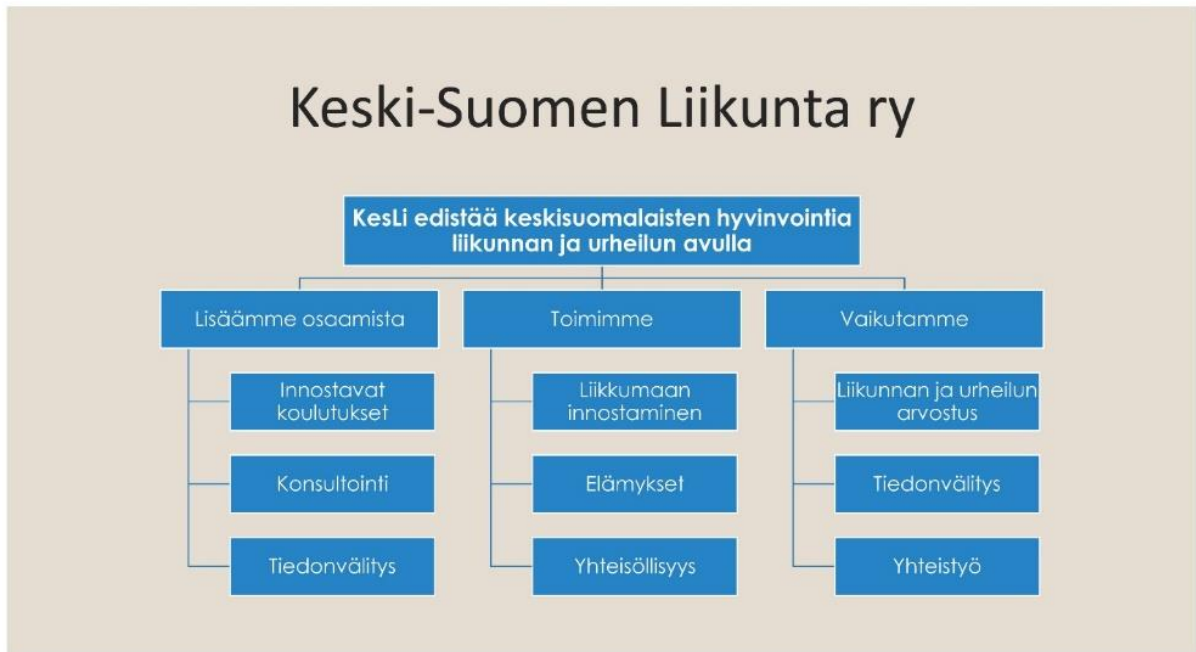 Keski-Suomen Liikunta ry
KesLi edistää keskisuomalaisten hyvinvointia
liikunnan ja urheilun avulla
Lisäämme osaamista
Innostavat
koulutukset
Konsultointi
Tiedonvälitys
Toimimme
Liikkumaan
innostaminen
Elämykset
Yhteisöllisyys
Vaikutamme
Liikunnan ja urheilun
arvostus
Tiedonvälitys
Yhteistyö